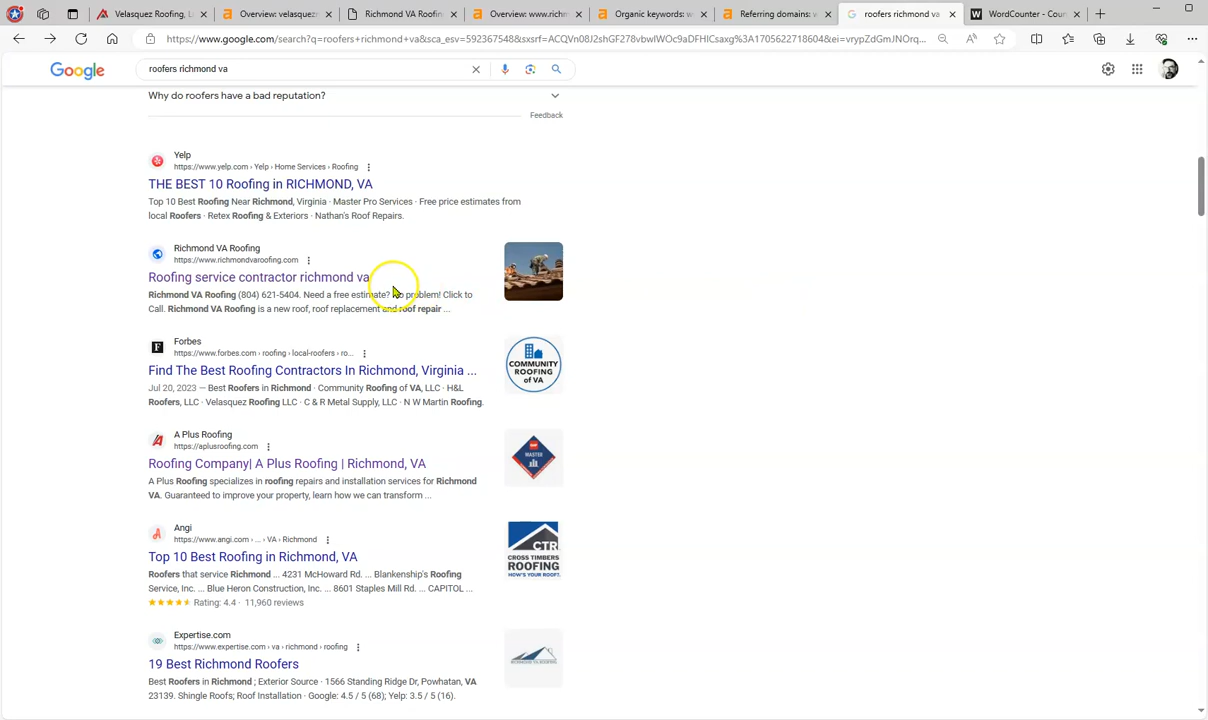 Velasquez Roofing, L
Overview: velasquez
Richmond VA Roofin
Overview: www.richm
Organic keywords: w
Referring domains: w
roofers richmond va
WordCounter - Coun
https://www.google.com/search?q=roofers+richmond+va&sca_esv=592367548&sxsrf=ACQVn08J2shGF278vbwIWOc9aDFHICsaxg%3A1705622718604&ei=vrypZdGmJNOrq...
Google
roofers richmond va
Why do roofers have a bad reputation?
Feedback
Yelp
https://www.yelp.com › Yelp › Home Services › Roofing
THE BEST 10 Roofing in RICHMOND, VA
Top 10 Best Roofing Near Richmond, Virginia · Master Pro Services · Free price estimates from
local Roofers · Retex Roofing & Exteriors · Nathan's Roof Repairs.
Richmond VA Roofing
https://www.richmondvaroofing.com
Roofing service contractor richmond va
Richmond VA Roofing (804) 621-5404. Need a free estimate? No problem! Click to
Call. Richmond VA Roofing is a new roof, roof replacement and roof repair ...
Forbes
https://www.forbes.com › roofing › local-roofers › ro...
Find The Best Roofing Contractors In Richmond, Virginia ...
Jul 20, 2023 — Best Roofers in Richmond · Community Roofing of VA, LLC · H&L
Roofers, LLC · Velasquez Roofing LLC · C & R Metal Supply, LLC · N W Martin Roofing.
COMMUNITY
ROOFING
of VA
A Plus Roofing
https://aplusroofing.com
Roofing Company| A Plus Roofing | Richmond, VA
A Plus Roofing specializes in roofing repairs and installation services for Richmond
VA. Guaranteed to improve your property, learn how we can transform ...
MASTER
Angi
https://www.angi.com › ... › VA › Richmond
Top 10 Best Roofing in Richmond, VA
Roofers that service Richmond ... 4231 McHoward Rd. ... Blankenship's Roofing
Service, Inc. ... Blue Heron Construction, Inc. ... 8601 Staples Mill Rd. ... CAPITOL ...
Rating: 4.4 · 11,960 reviews
CTR
CROSS TIMBERS
ROOFING
HOW'S YOUR ROOF?
Expertise.com
https://www.expertise.com › va › richmond › roofing
19 Best Richmond Roofers
Best Roofers in Richmond ; Exterior Source · 1566 Standing Ridge Dr, Powhatan, VA
23139. Shingle Roofs; Roof Installation · Google: 4.5 / 5 (68); Yelp: 3.5 / 5 (16).